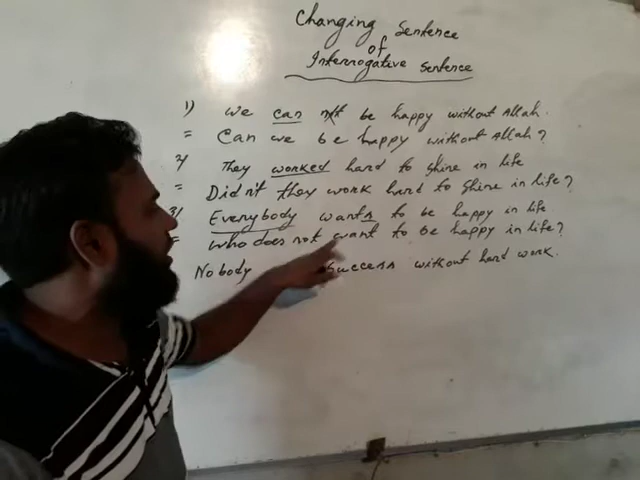 Changing Sentence
of
Interrogative Sentence
1) We can not be happy without Allah.
= Can we be happy without Allah?
2) They worked hard to shine in life
= Didn't they work hard to shine in life?
3) Everybody wants to be happy in life
= Who does not want to be happy in life?
Nobody success without hard work.